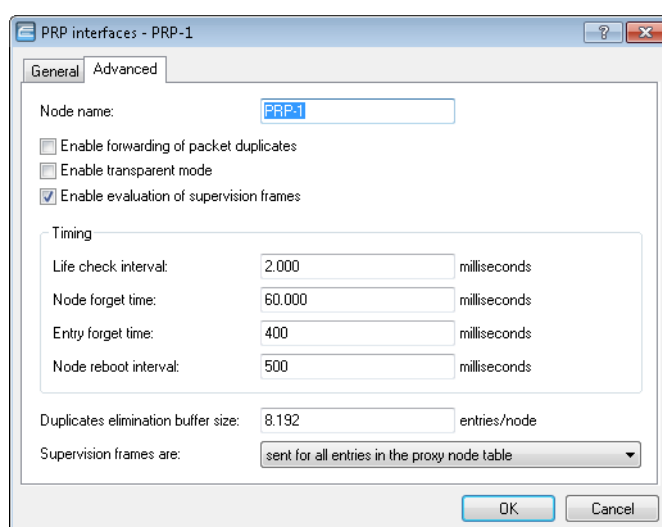 PRP interfaces - PRP-1
General Advanced
Node name: PRP-1
Enable forwarding of packet duplicates
Enable transparent mode
Enable evaluation of supervision frames
Timing
Life check interval: 2.000 milliseconds
Node forget time: 60.000 milliseconds
Entry forget time: 400 milliseconds
Node reboot interval: 500 milliseconds
Duplicates elimination buffer size: 8.192 entries/node
Supervision frames are: sent for all entries in the proxy node table
OK Cancel